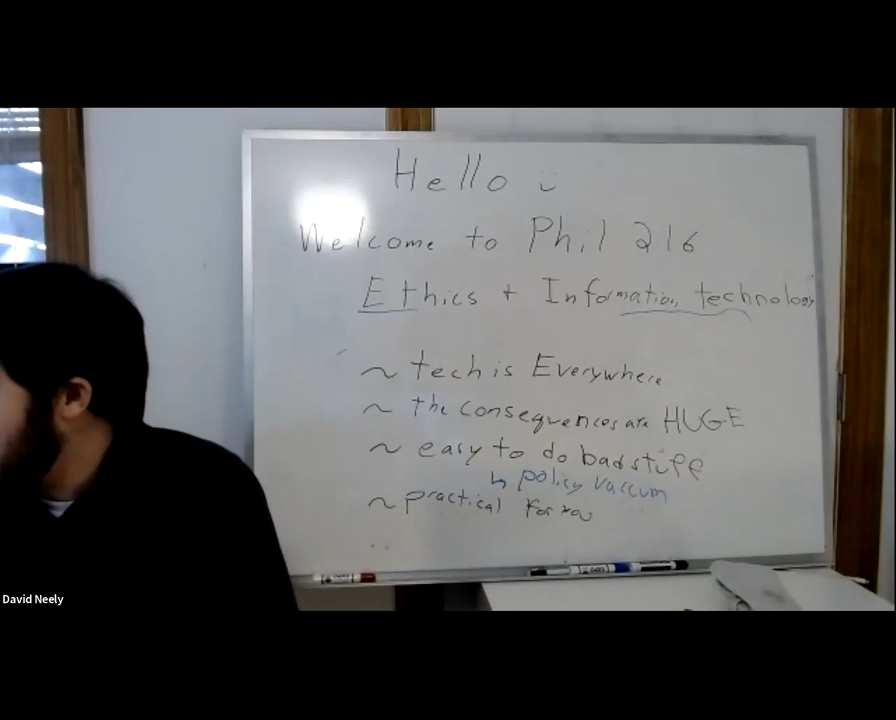 Hello
Welcome to Phil 216
Ethics + Information technology
~ tech is Everywhere
~ the consequences are HUGE
~ easy to do bad stuff
↳ policy vaccum
~ practical for you
David Neely